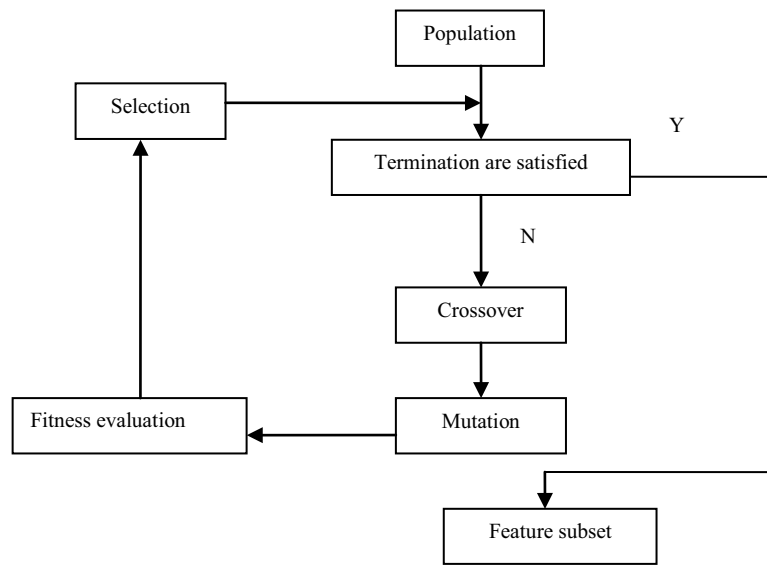 Population
Selection
Y
Termination are satisfied
N
Crossover
Fitness evaluation
Mutation
Feature subset